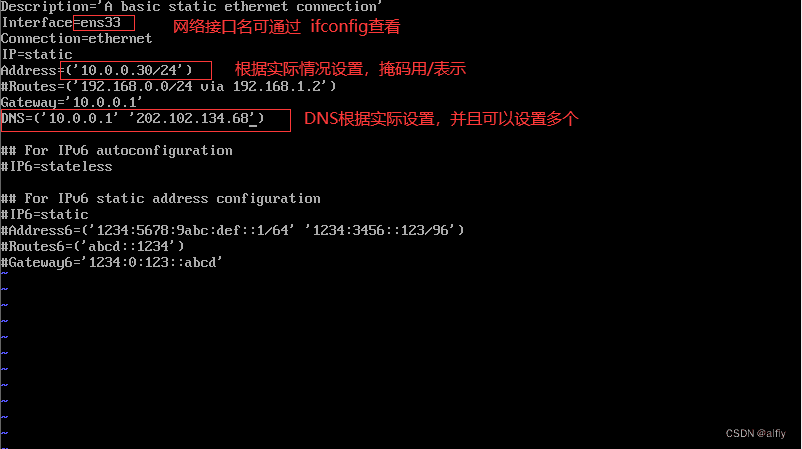 Description='A basic static ethernet connection'
Interface=ens33 网络接口名可通过 ifconfig查看
Connection=ethernet
IP=static
Address=('10.0.0.30/24') 根据实际情况设置，掩码用/表示
#Routes=('192.168.0.0/24 via 192.168.1.2')
Gateway='10.0.0.1'
DNS=('10.0.0.1' '202.102.134.68') DNS根据实际设置，并且可以设置多个
## For IPv6 autoconfiguration
#IP6=stateless
## For IPv6 static address configuration
#IP6=static
#Address6=('1234:5678:9abc:def::1/64' '1234:3456::123/96')
#Routes6=('abcd::1234')
#Gateway6='1234:0:123::abcd'
~
~
~
~
~
~
~
~
~
~
~
~
CSDN @alfiy